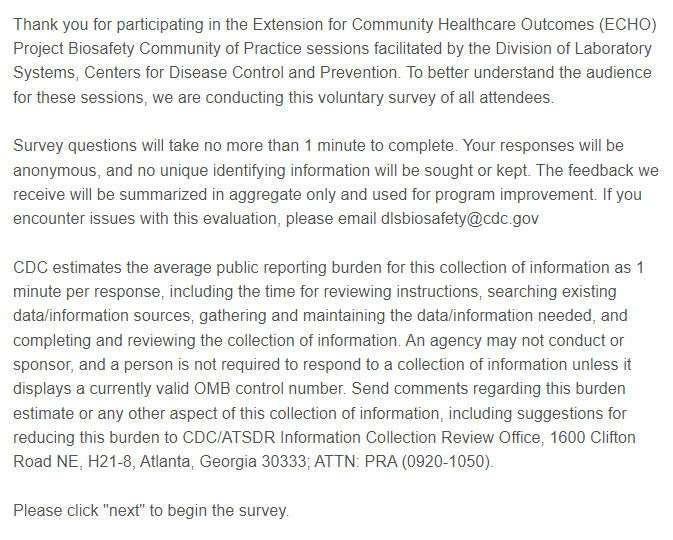 Thank you for participating in the Extension for Community Healthcare Outcomes (ECHO)
Project Biosafety Community of Practice sessions facilitated by the Division of Laboratory
Systems, Centers for Disease Control and Prevention. To better understand the audience
for these sessions, we are conducting this voluntary survey of all attendees.
Survey questions will take no more than 1 minute to complete. Your responses will be
anonymous, and no unique identifying information will be sought or kept. The feedback we
receive will be summarized in aggregate only and used for program improvement. If you
encounter issues with this evaluation, please email dlsbiosafety@cdc.gov
CDC estimates the average public reporting burden for this collection of information as 1
minute per response, including the time for reviewing instructions, searching existing
data/information sources, gathering and maintaining the data/information needed, and
completing and reviewing the collection of information. An agency may not conduct or
sponsor, and a person is not required to respond to a collection of information unless it
displays a currently valid OMB control number. Send comments regarding this burden
estimate or any other aspect of this collection of information, including suggestions for
reducing this burden to CDC/ATSDR Information Collection Review Office, 1600 Clifton
Road NE, H21-8, Atlanta, Georgia 30333; ATTN: PRA (0920-1050).
Please click "next" to begin the survey.